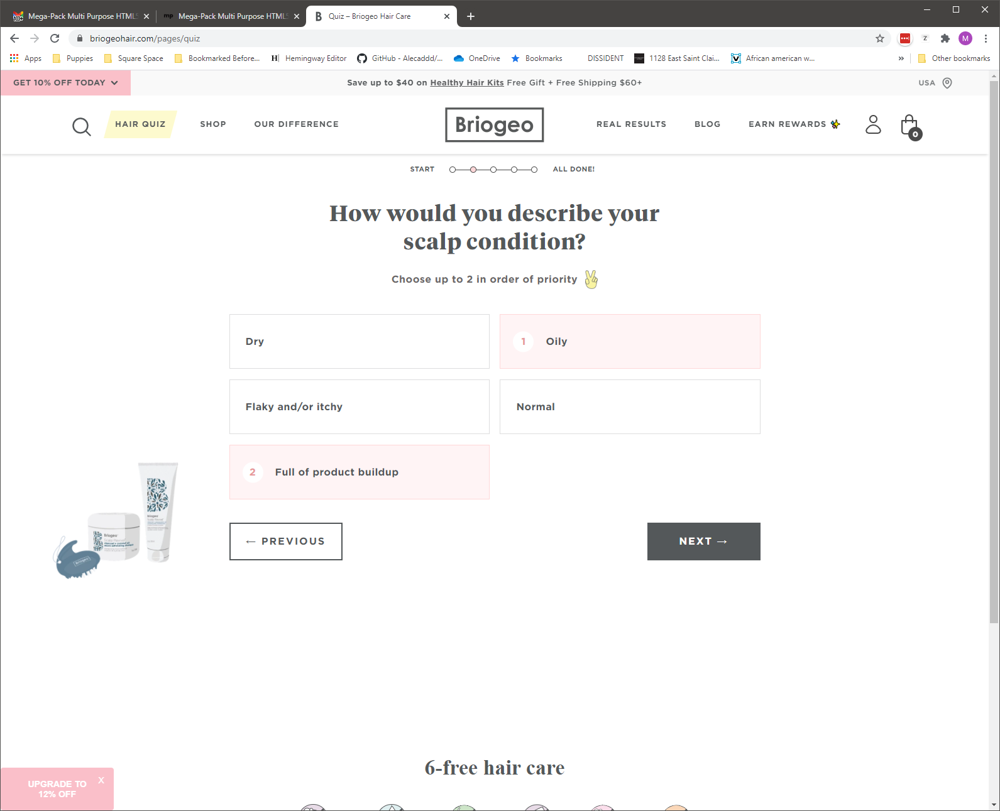 Mega-Pack Multi Purpose HTML5
Mega-Pack Multi Purpose HTML5
Quiz – Briogeo Hair Care
briogeohair.com/pages/quiz
M
Apps
Puppies
Square Space
Bookmarked Before...
Hemingway Editor
GitHub - Alecaddd/...
OneDrive
Bookmarks
DISSIDENT
1128 East Saint Clai...
African american w...
»
Other bookmarks
GET 10% OFF TODAY
Save up to $40 on Healthy Hair Kits Free Gift + Free Shipping $60+
USA
HAIR QUIZ
SHOP
OUR DIFFERENCE
Briogeo
REAL RESULTS
BLOG
EARN REWARDS
0
START
ALL DONE!
How would you describe your
scalp condition?
Choose up to 2 in order of priority
Dry
1 Oily
Flaky and/or itchy
Normal
2 Full of product buildup
← PREVIOUS
NEXT →
6-free hair care
UPGRADE TO
12% OFF
X